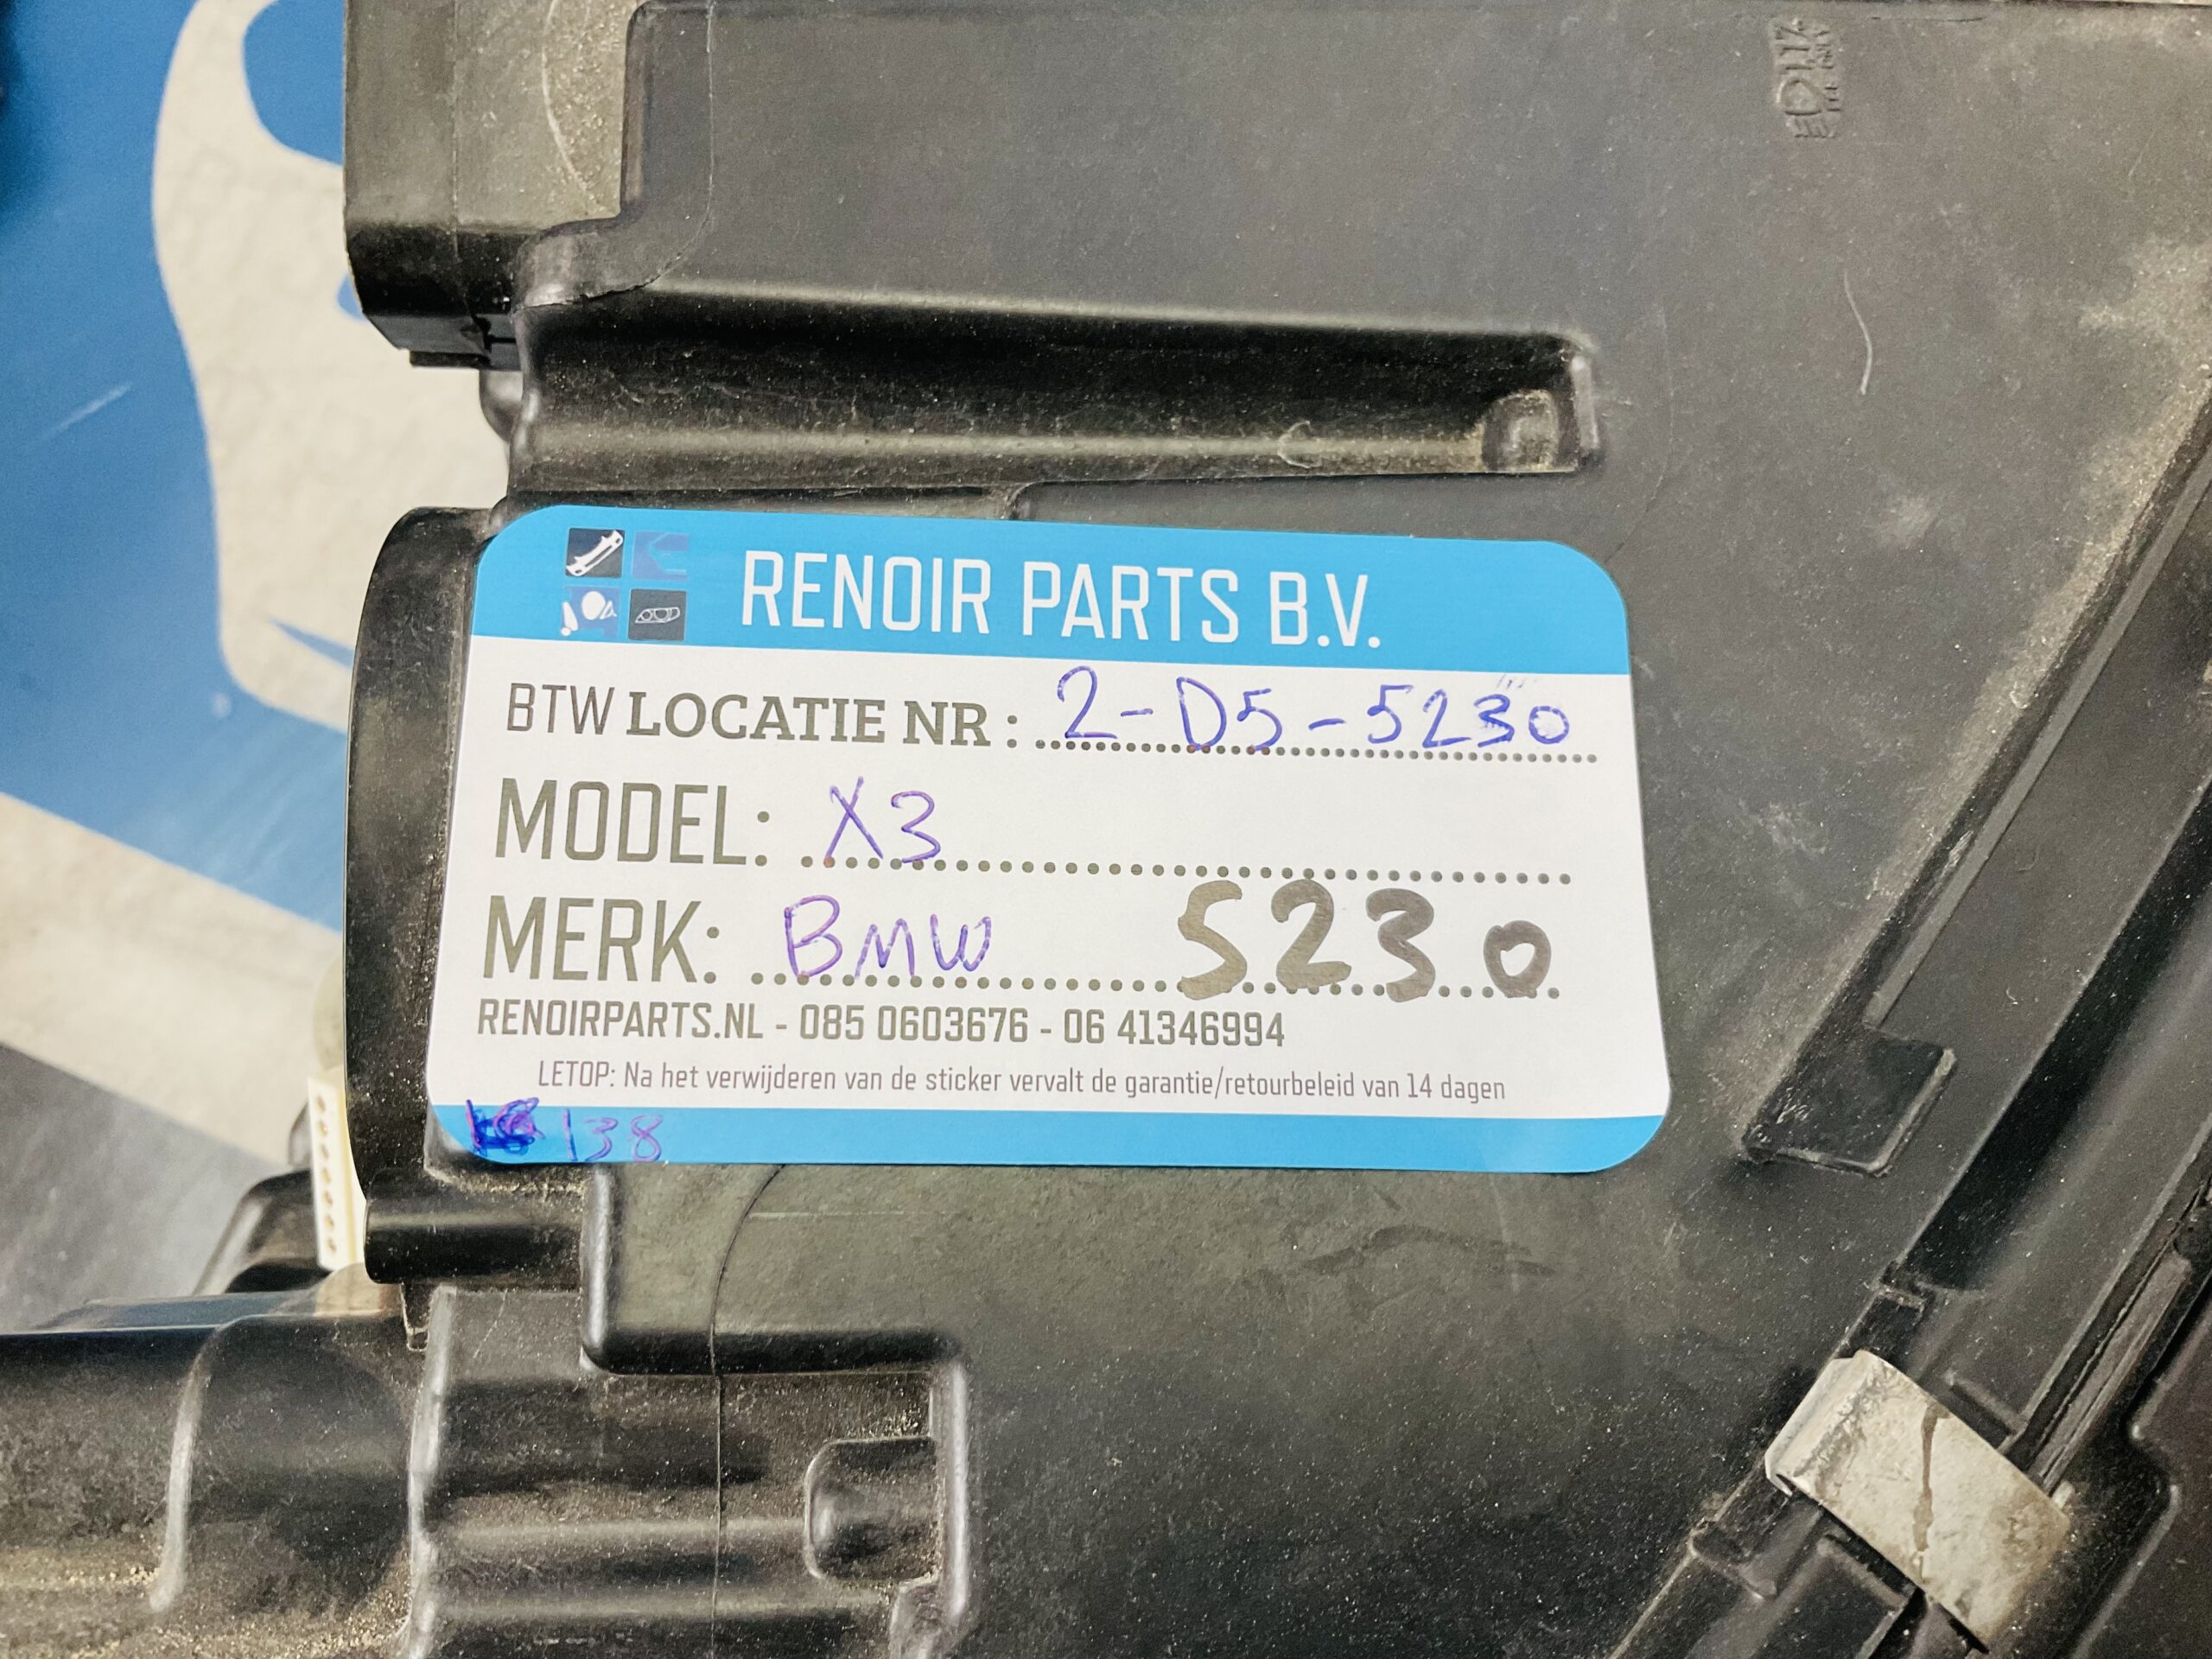 RENOIR PARTS B.V.
BTW LOCATIE NR : 2-D5-5230
MODEL: X3
MERK: BMW 5230
RENOIRPARTS.NL - 085 0603676 - 06 41346994
LETOP: Na het verwijderen van de sticker vervalt de garantie/retourbeleid van 14 dagen
138